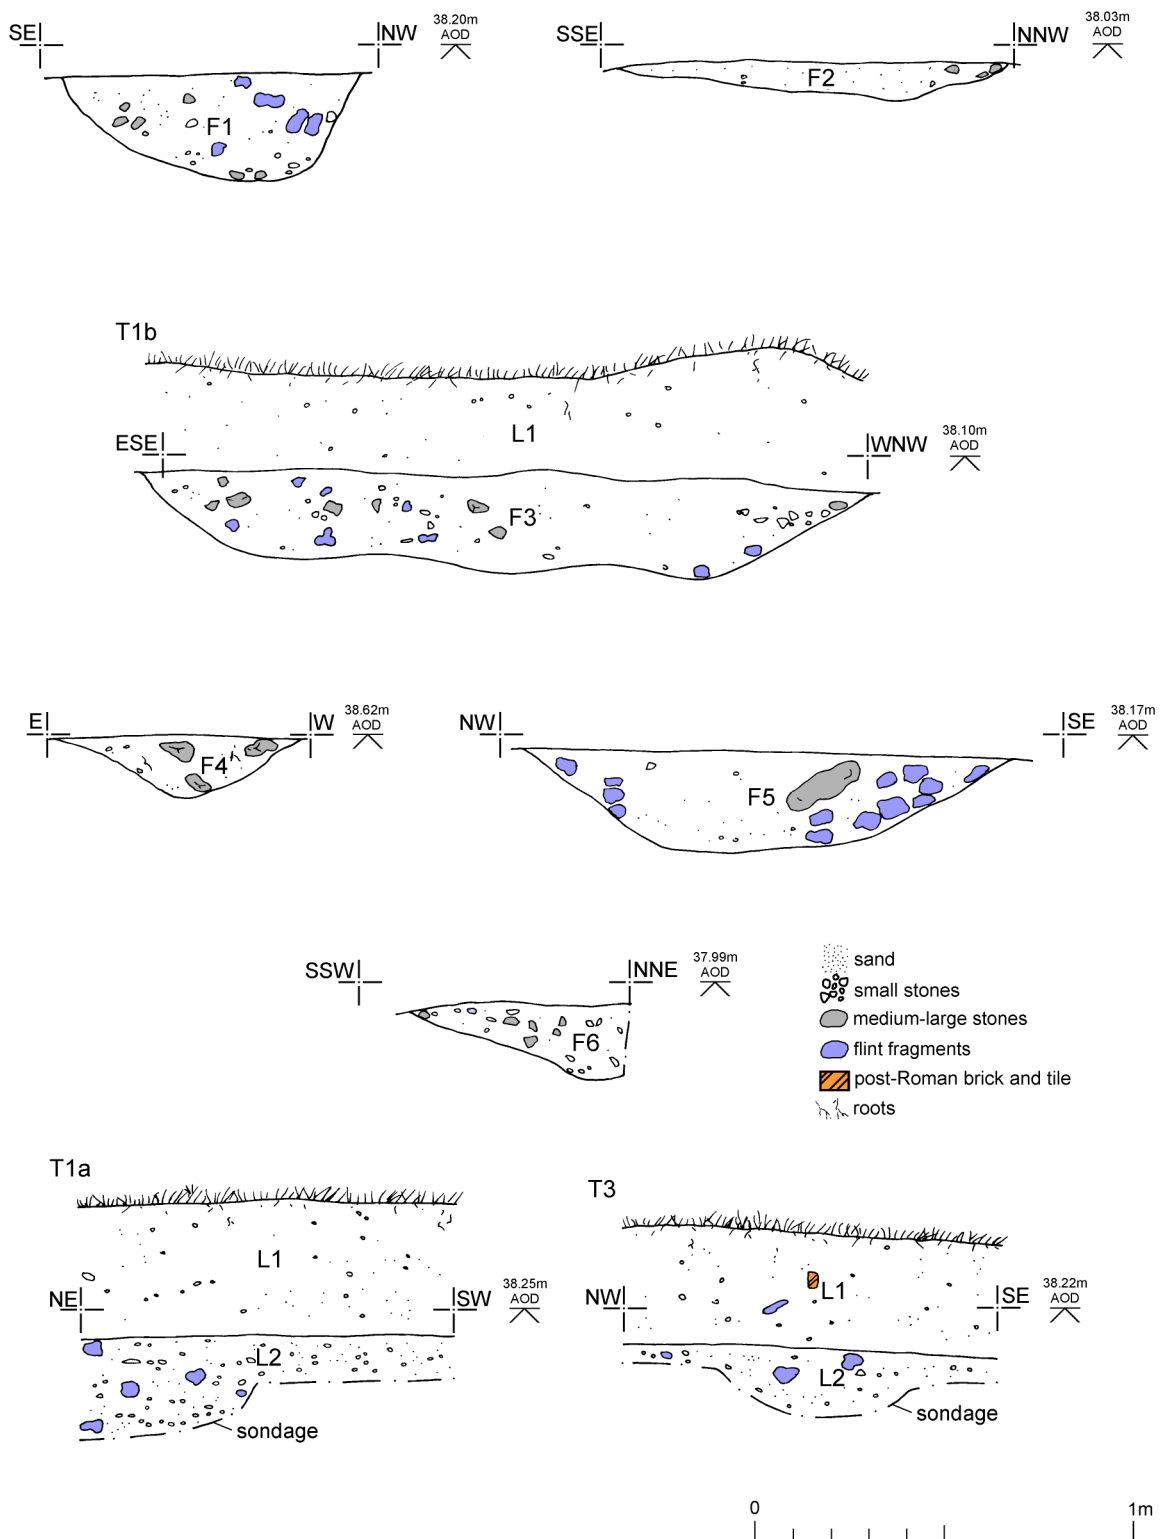 SE NW 38.20m
AOD
F1
SSE NNW 38.03m
AOD
F2
T1b
L1
ESE WNW 38.10m
AOD
F3
E W 38.62m
AOD
F4
NW SE 38.17m
AOD
F5
SSW NNE 37.99m
AOD
F6
sand
small stones
medium-large stones
flint fragments
post-Roman brick and tile
roots
T1a
L1
NE SW 38.25m
AOD
L2
sondage
T3
L1
NW SE 38.22m
AOD
L2
sondage
0 1m